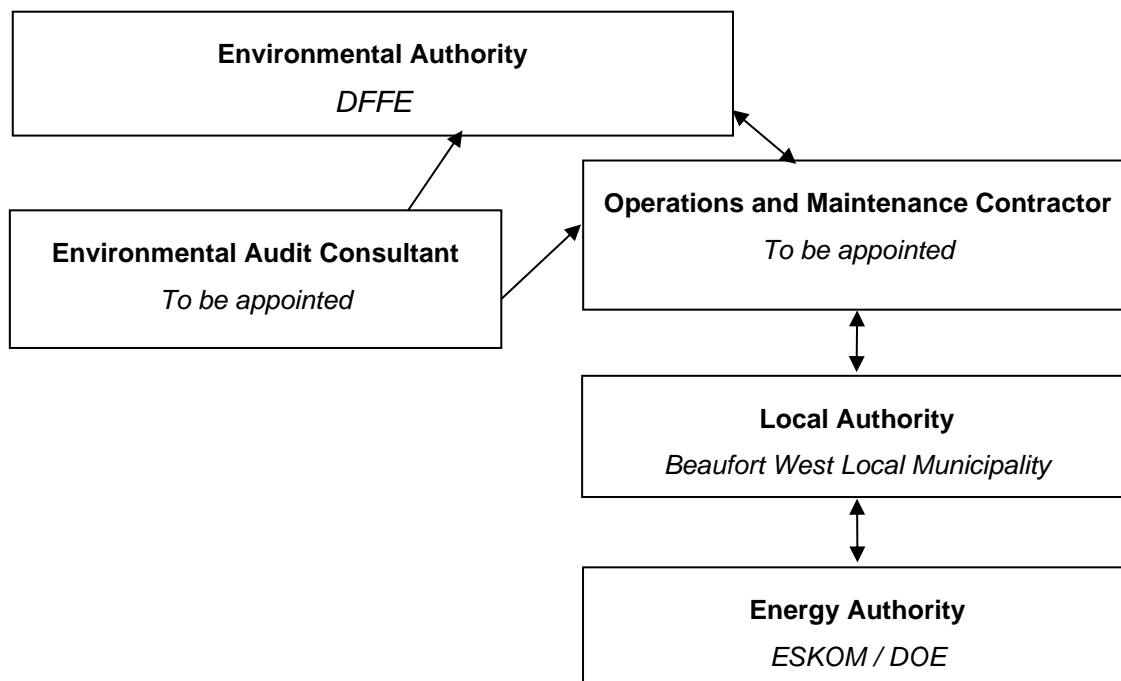 Environmental Authority
DFFE
Operations and Maintenance Contractor
To be appointed
Environmental Audit Consultant
To be appointed
Local Authority
Beaufort West Local Municipality
Energy Authority
ESKOM / DOE